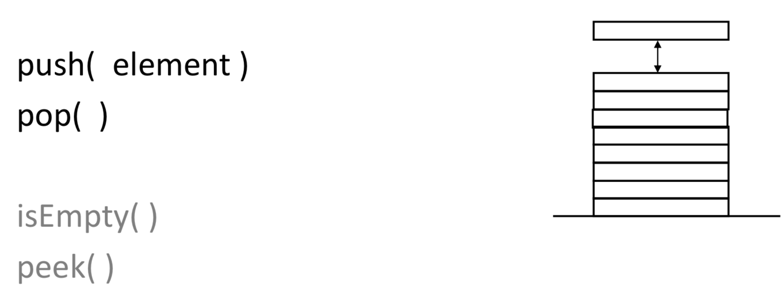 push(  element )
pop(  )
isEmpty( )
peek( )